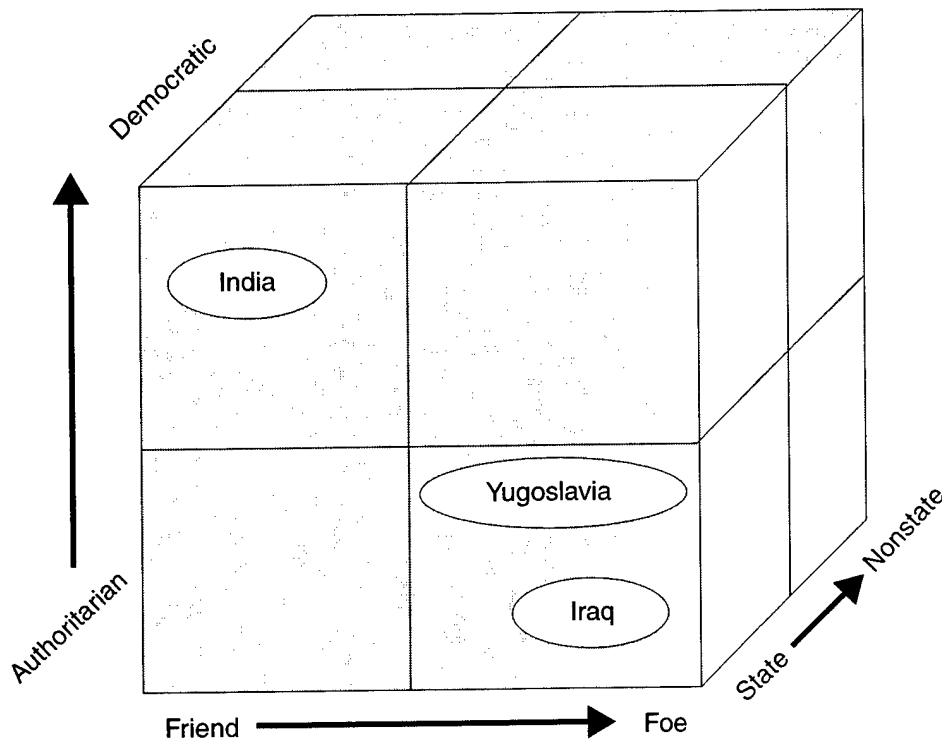 Democratic
India
Yugoslavia
Iraq
Authoritarian
Nonstate
State
Friend
Foe